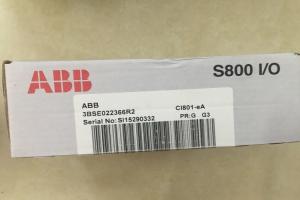 ABB
S800 I/O
ABB
3BSE022366R2 CI801-eA
Serial No: SI15290332 PR:G G3